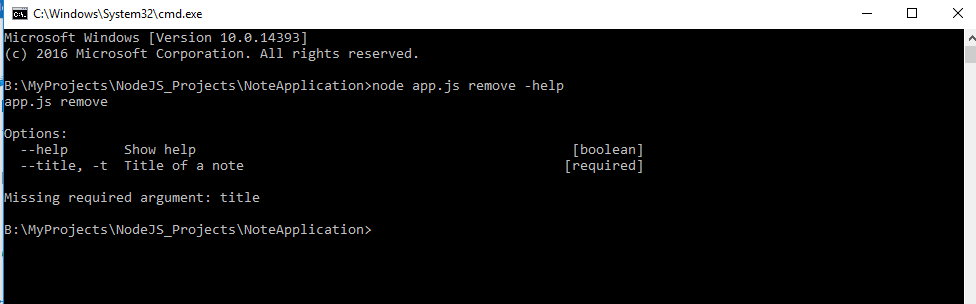 C:\Windows\System32\cmd.exe
Microsoft Windows [Version 10.0.14393]
(c) 2016 Microsoft Corporation. All rights reserved.
B:\MyProjects\NodeJS_Projects\NoteApplication>node app.js remove -help
app.js remove
Options:
--help Show help [boolean]
--title, -t Title of a note [required]
Missing required argument: title
B:\MyProjects\NodeJS_Projects\NoteApplication>